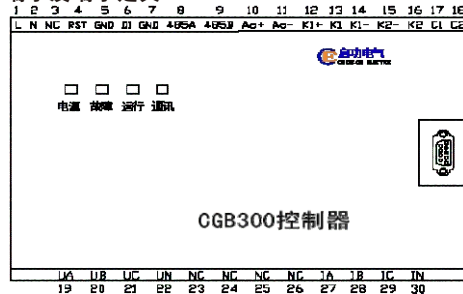 1 2 3 4 5 6 7 8 9 10 11 12 13 14 15 16 17 18
L N NC RST GND DI GND 485A 485B Ao+ Ao- K1+ K1 K1- K2- K2 C1 C2
启功电气
电源 故障 运行 通讯
CGB300控制器
UA UB UC UN NC NC NC NC IA IB IC IN
19 20 21 22 23 24 25 26 27 28 29 30